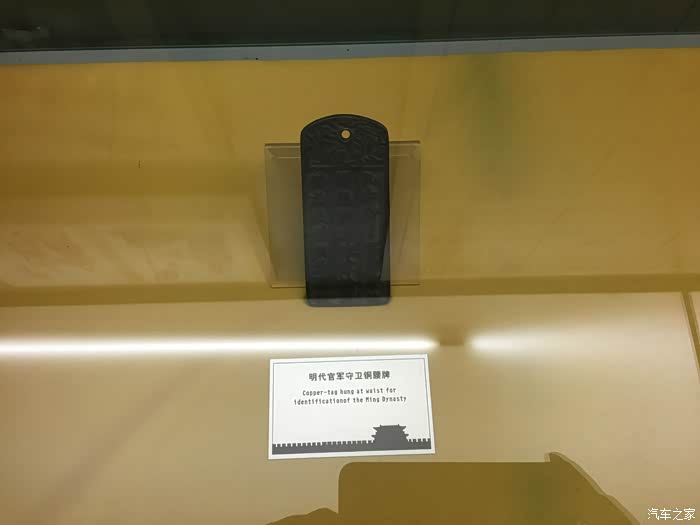 明代官军守卫铜腰牌
Copper-tag hung at waist for
identificationof the Ming Dynasty
汽车之家